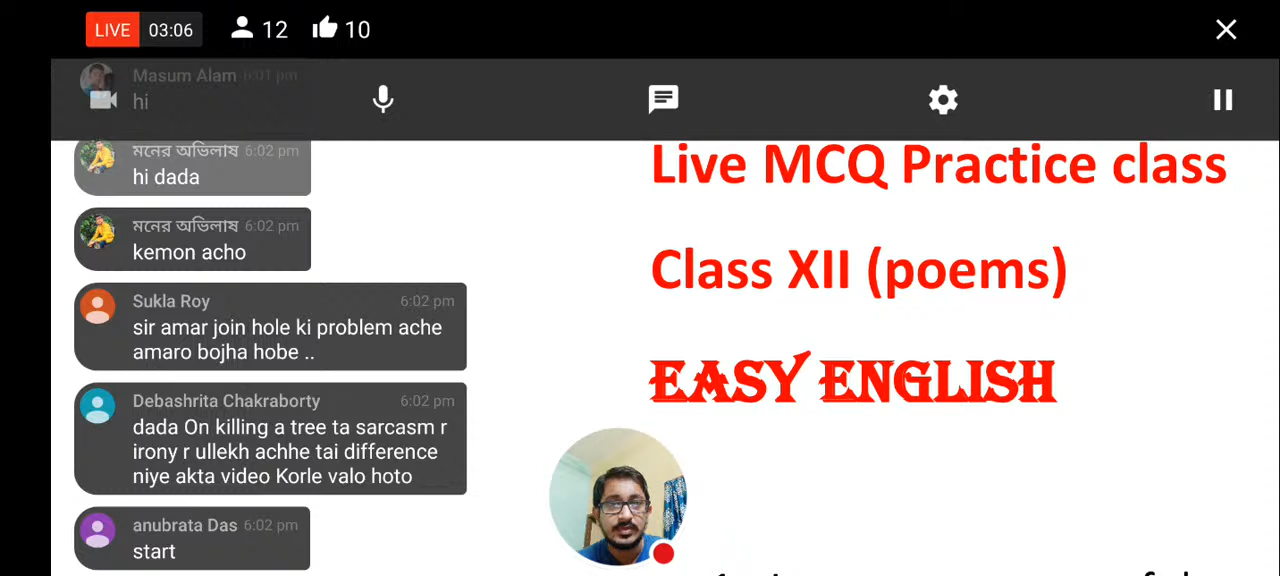 LIVE 03:06 12 10
Masum Alam 6:01 pm
hi
মনের অভিলাষ 6:02 pm
hi dada
মনের অভিলাষ 6:02 pm
kemon acho
Sukla Roy 6:02 pm
sir amar join hole ki problem ache
amaro bojha hobe ..
Debashrita Chakraborty 6:02 pm
dada On killing a tree ta sarcasm r
irony r ullekh achhe tai difference
niye akta video Korle valo hoto
anubrata Das 6:02 pm
start
Live MCQ Practice class
Class XII (poems)
EASY ENGLISH